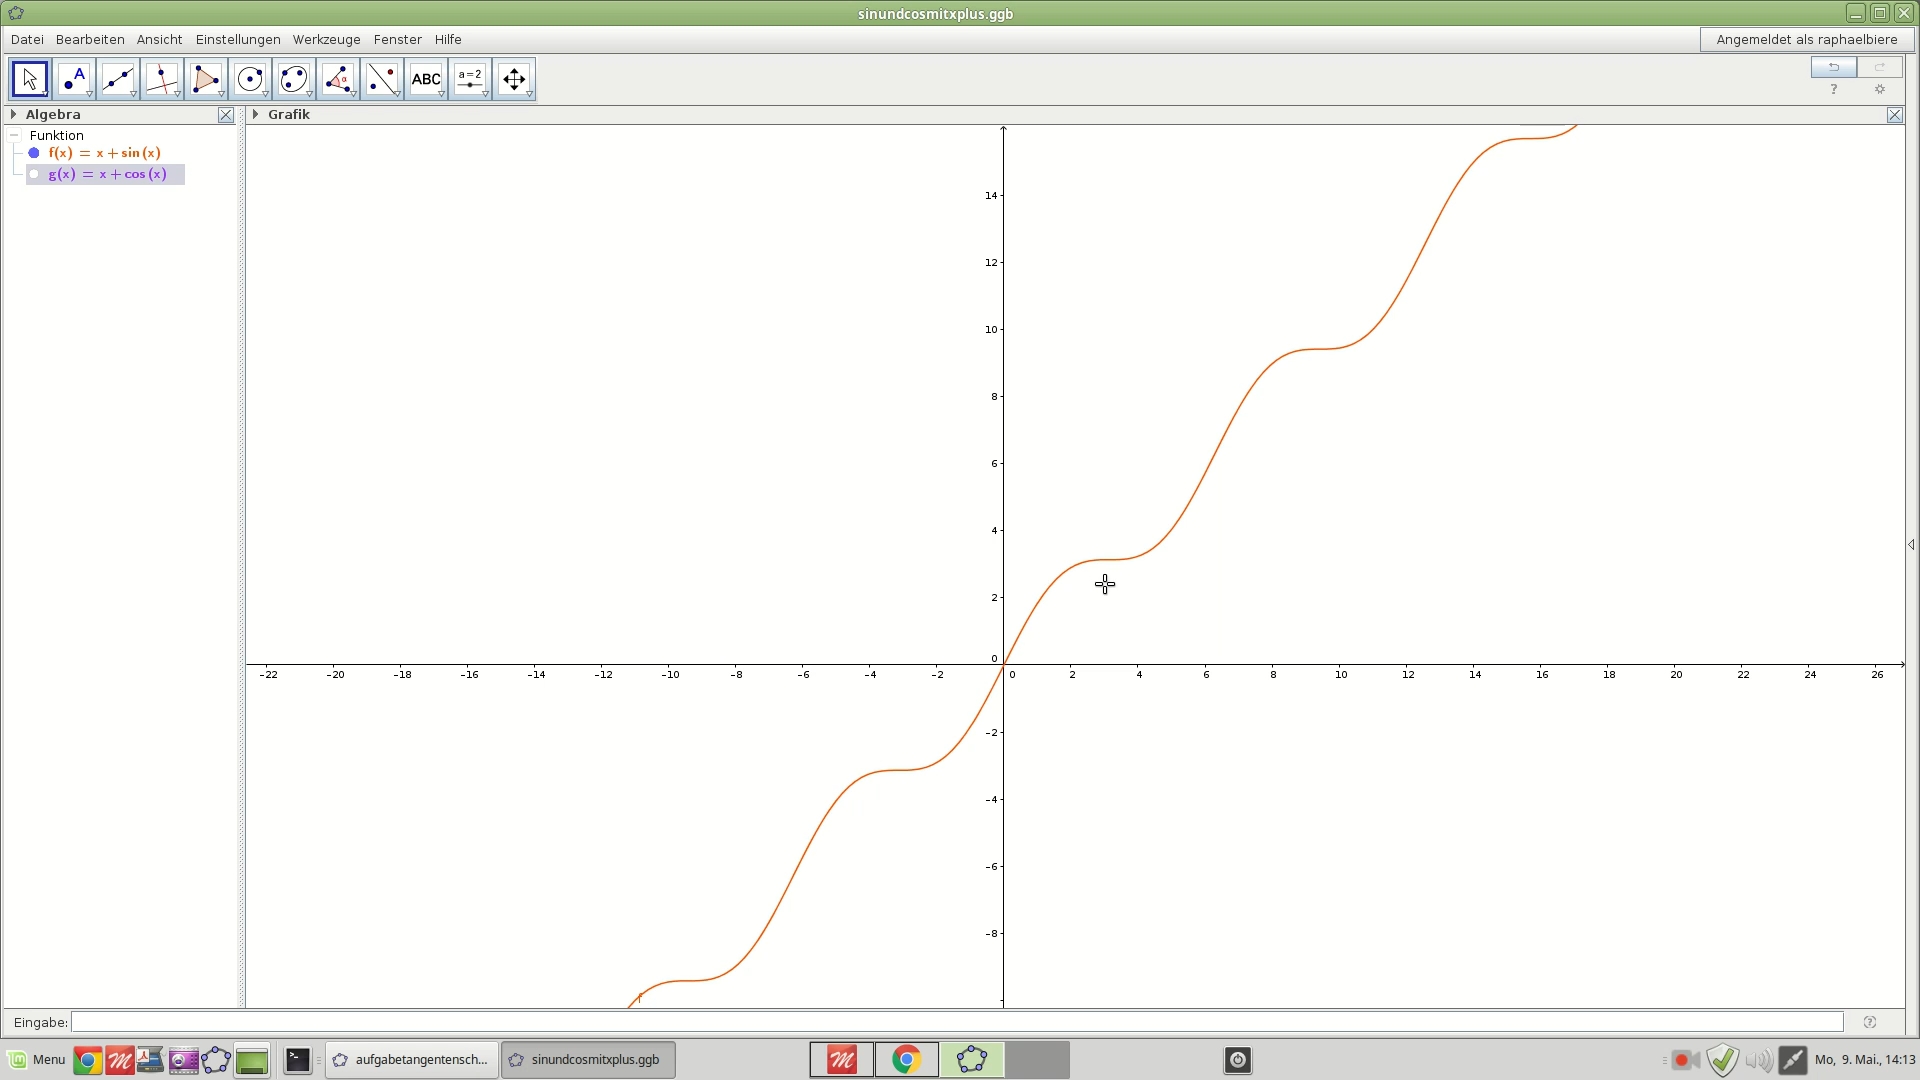 sinundcosmitxplus.ggb
Datei Bearbeiten Ansicht Einstellungen Werkzeuge Fenster Hilfe
Angemeldet als raphaelbiere
A
α
ABC
a=2
?
Algebra
Grafik
Funktion
f(x) = x + sin (x)
g(x) = x + cos (x)
14
12
10
8
6
4
2
0
-22 -20 -18 -16 -14 -12 -10 -8 -6 -4 -2 0 2 4 6 8 10 12 14 16 18 20 22 24 26
-2
-4
-6
-8
f
Eingabe:
?
Menu
aufgabetangentensch...
sinundcosmitxplus.ggb
Mo, 9. Mai., 14:13